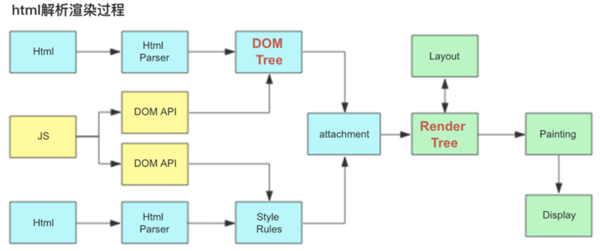 html解析渲染过程
Html
Html
Parser
DOM
Tree
Layout
JS
DOM API
DOM API
attachment
Render
Tree
Painting
Html
Html
Parser
Style
Rules
Display